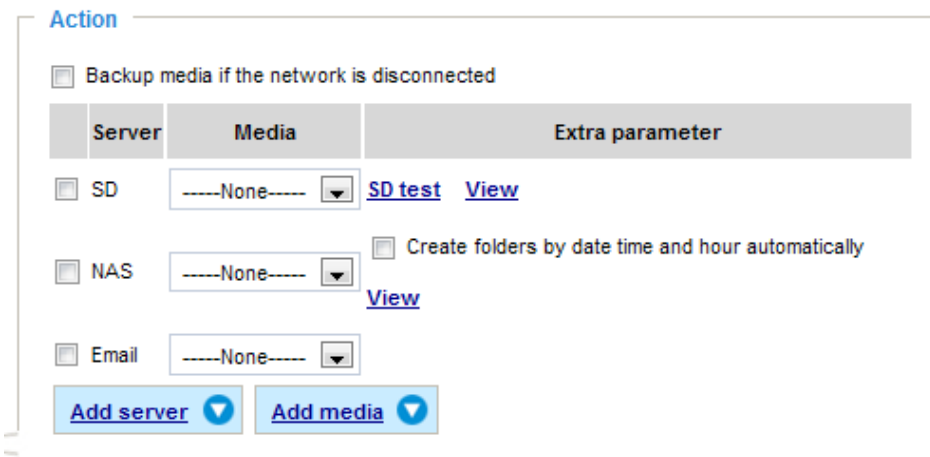 Action
Backup media if the network is disconnected
Server Media Extra parameter
SD -----None----- SD test View
Create folders by date time and hour automatically
NAS -----None-----
View
Email -----None-----
Add server Add media